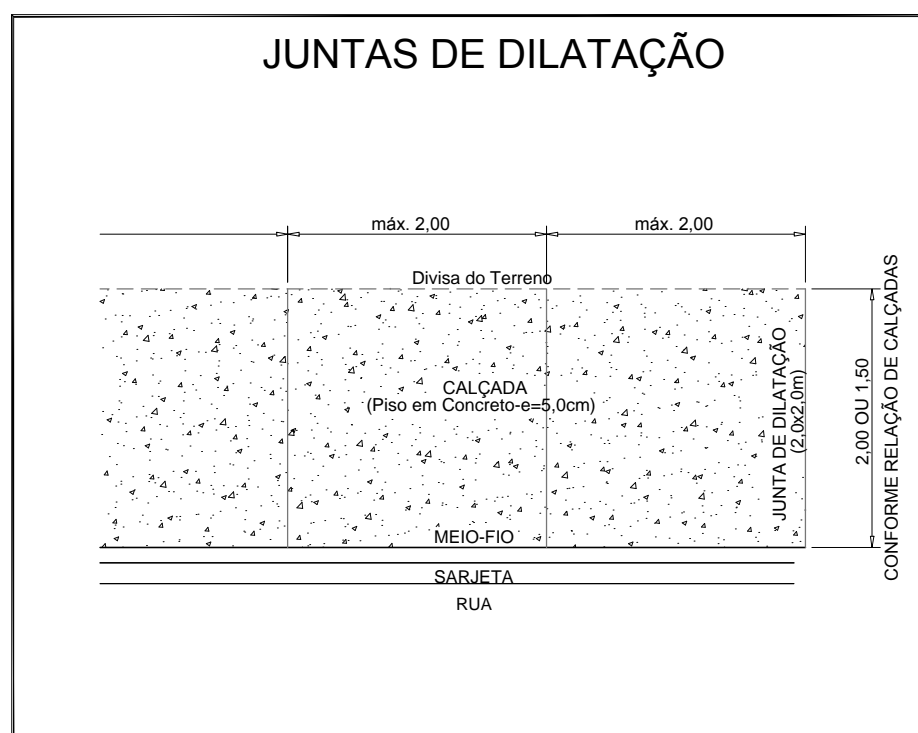 JUNTAS DE DILATAÇÃO
máx. 2,00
máx. 2,00
Divisa do Terreno
CALÇADA
(Piso em Concreto-e=5,0cm)
JUNTA DE DILATAÇÃO
(2,0x2,0m)
2,00 OU 1,50
CONFORME RELAÇÃO DE CALÇADAS
MEIO-FIO
SARJETA
RUA